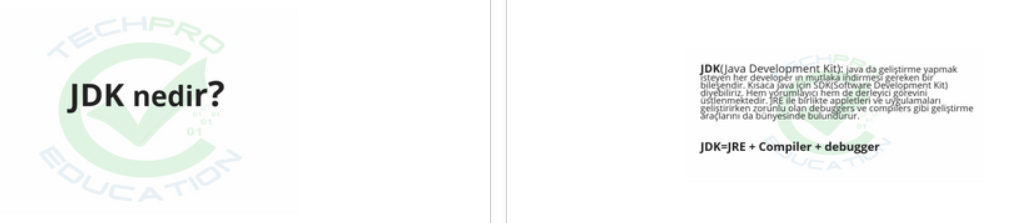 TECHPRO
JDK nedir?
01
01
EDUCATION
JDK(Java Development Kit): java da geliştirme yapmak
isteyen her developer ın mutlaka indirmesi gereken bir
bileşendir. Kısaca Java için SDK(Software Development Kit)
diyebiliriz. Hem yorumlayıcı hem de derleyici görevini
üstlenmektedir. JRE ile birlikte appletleri ve uygulamaları
geliştirirken zorunlu olan debuggers ve compilers gibi geliştirme
araçlarını da bünyesinde bulundurur.
JDK=JRE + Compiler + debugger
EDUCATION